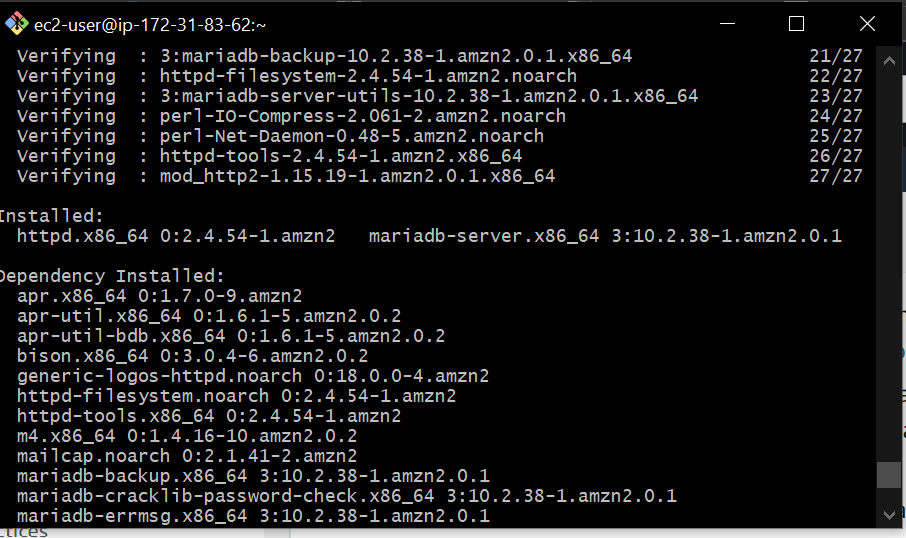 ec2-user@ip-172-31-83-62:~
Verifying  : 3:mariadb-backup-10.2.38-1.amzn2.0.1.x86_64 21/27
Verifying  : httpd-filesystem-2.4.54-1.amzn2.noarch 22/27
Verifying  : 3:mariadb-server-utils-10.2.38-1.amzn2.0.1.x86_64 23/27
Verifying  : perl-IO-Compress-2.061-2.amzn2.noarch 24/27
Verifying  : perl-Net-Daemon-0.48-5.amzn2.noarch 25/27
Verifying  : httpd-tools-2.4.54-1.amzn2.x86_64 26/27
Verifying  : mod_http2-1.15.19-1.amzn2.0.1.x86_64 27/27
Installed:
httpd.x86_64 0:2.4.54-1.amzn2   mariadb-server.x86_64 3:10.2.38-1.amzn2.0.1
Dependency Installed:
apr.x86_64 0:1.7.0-9.amzn2
apr-util.x86_64 0:1.6.1-5.amzn2.0.2
apr-util-bdb.x86_64 0:1.6.1-5.amzn2.0.2
bison.x86_64 0:3.0.4-6.amzn2.0.2
generic-logos-httpd.noarch 0:18.0.0-4.amzn2
httpd-filesystem.noarch 0:2.4.54-1.amzn2
httpd-tools.x86_64 0:2.4.54-1.amzn2
m4.x86_64 0:1.4.16-10.amzn2.0.2
mailcap.noarch 0:2.1.41-2.amzn2
mariadb-backup.x86_64 3:10.2.38-1.amzn2.0.1
mariadb-cracklib-password-check.x86_64 3:10.2.38-1.amzn2.0.1
mariadb-errmsg.x86_64 3:10.2.38-1.amzn2.0.1